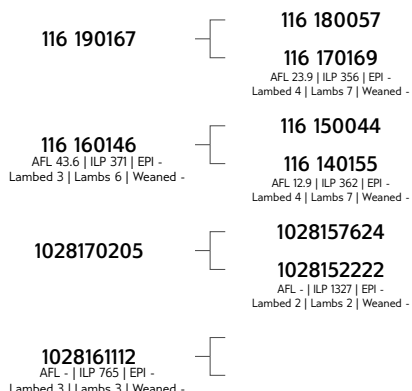 116 190167
116 180057
116 170169
AFL 23.9 | ILP 356 | EPI -
Lambed 4 | Lambs 7 | Weaned -
116 160146
AFL 43.6 | ILP 371 | EPI -
Lambed 3 | Lambs 6 | Weaned -
116 150044
116 140155
AFL 12.9 | ILP 362 | EPI -
Lambed 4 | Lambs 7 | Weaned -
1028170205
1028157624
1028152222
AFL - | ILP 1327 | EPI -
Lambed 2 | Lambs 2 | Weaned -
1028161112
AFL - | ILP 765 | EPI -
Lambed 3 | Lambs 3 | Weaned -